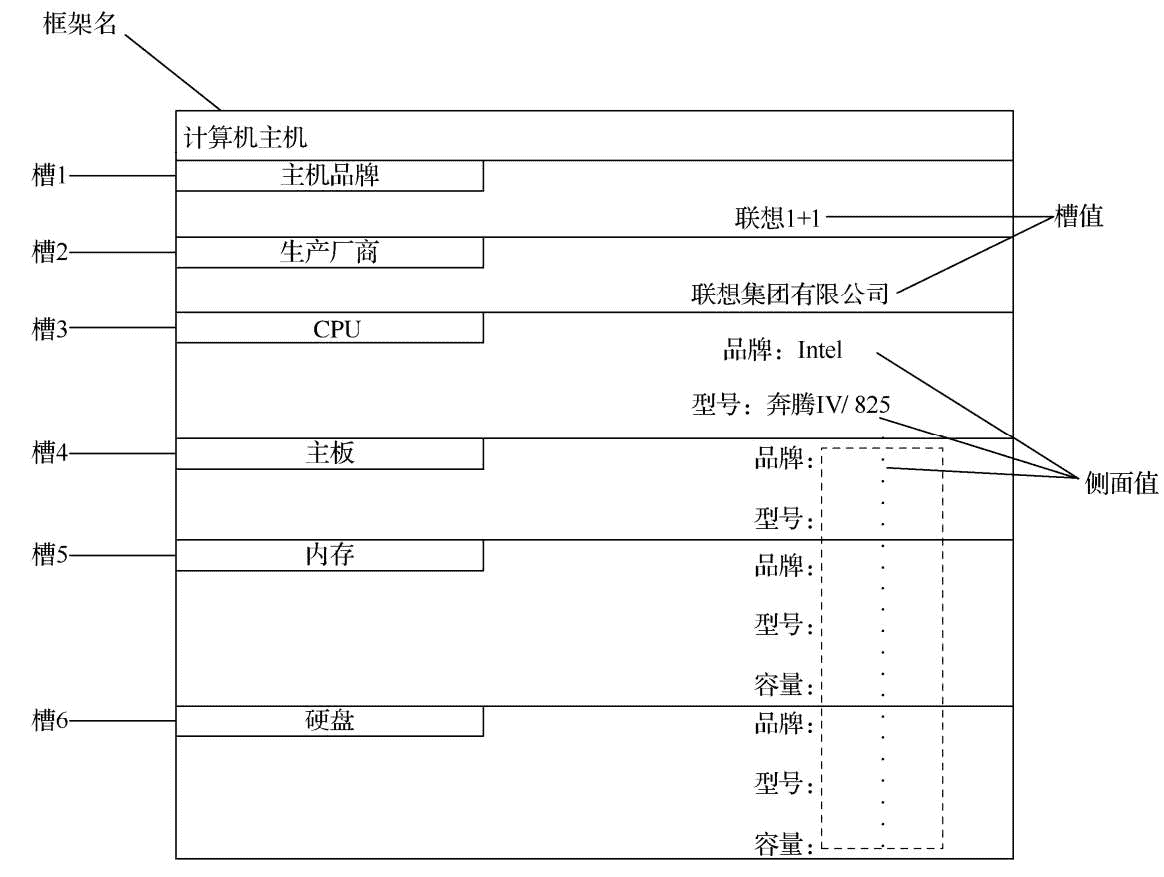 框架名
计算机主机
槽1
主机品牌
联想1+1
槽值
槽2
生产厂商
联想集团有限公司
槽3
CPU
品牌：Intel
型号：奔腾IV/ 825
槽4
主板
品牌：
侧面值
型号：
槽5
内存
品牌：
型号：
容量：
槽6
硬盘
品牌：
型号：
容量：